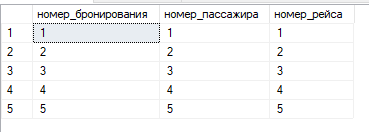 номер_бронирования номер_пассажира номер_рейса
1 1 1 1
2 2 2 2
3 3 3 3
4 4 4 4
5 5 5 5